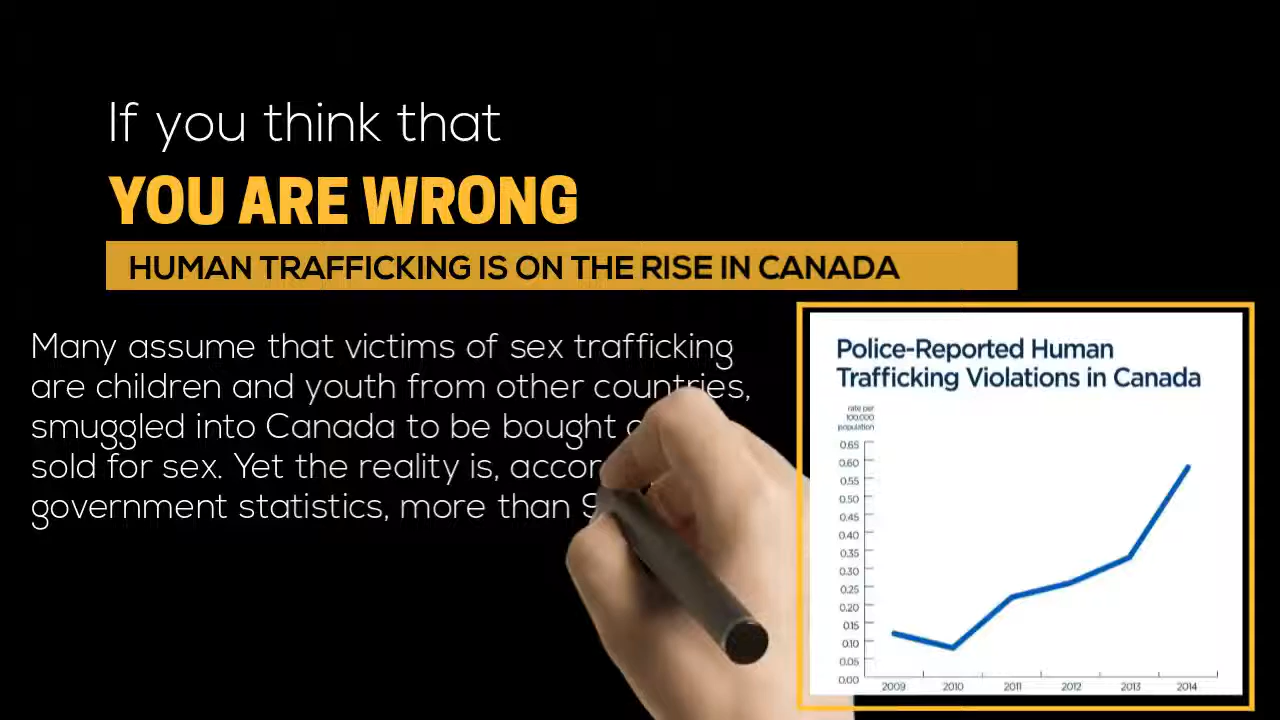 If you think that
YOU ARE WRONG
HUMAN TRAFFICKING IS ON THE RISE IN CANADA
Many assume that victims of sex trafficking
are children and youth from other countries,
smuggled into Canada to be bought
sold for sex. Yet the reality is,
government statistics, more than
Police-Reported Human
Trafficking Violations in Canada
rate per
100,000
population
0.65
0.60
0.55
0.50
0.45
0.40
0.35
0.30
0.25
0.20
0.15
0.10
0.05
0.00
2009 2010 2011 2012 2013 2014